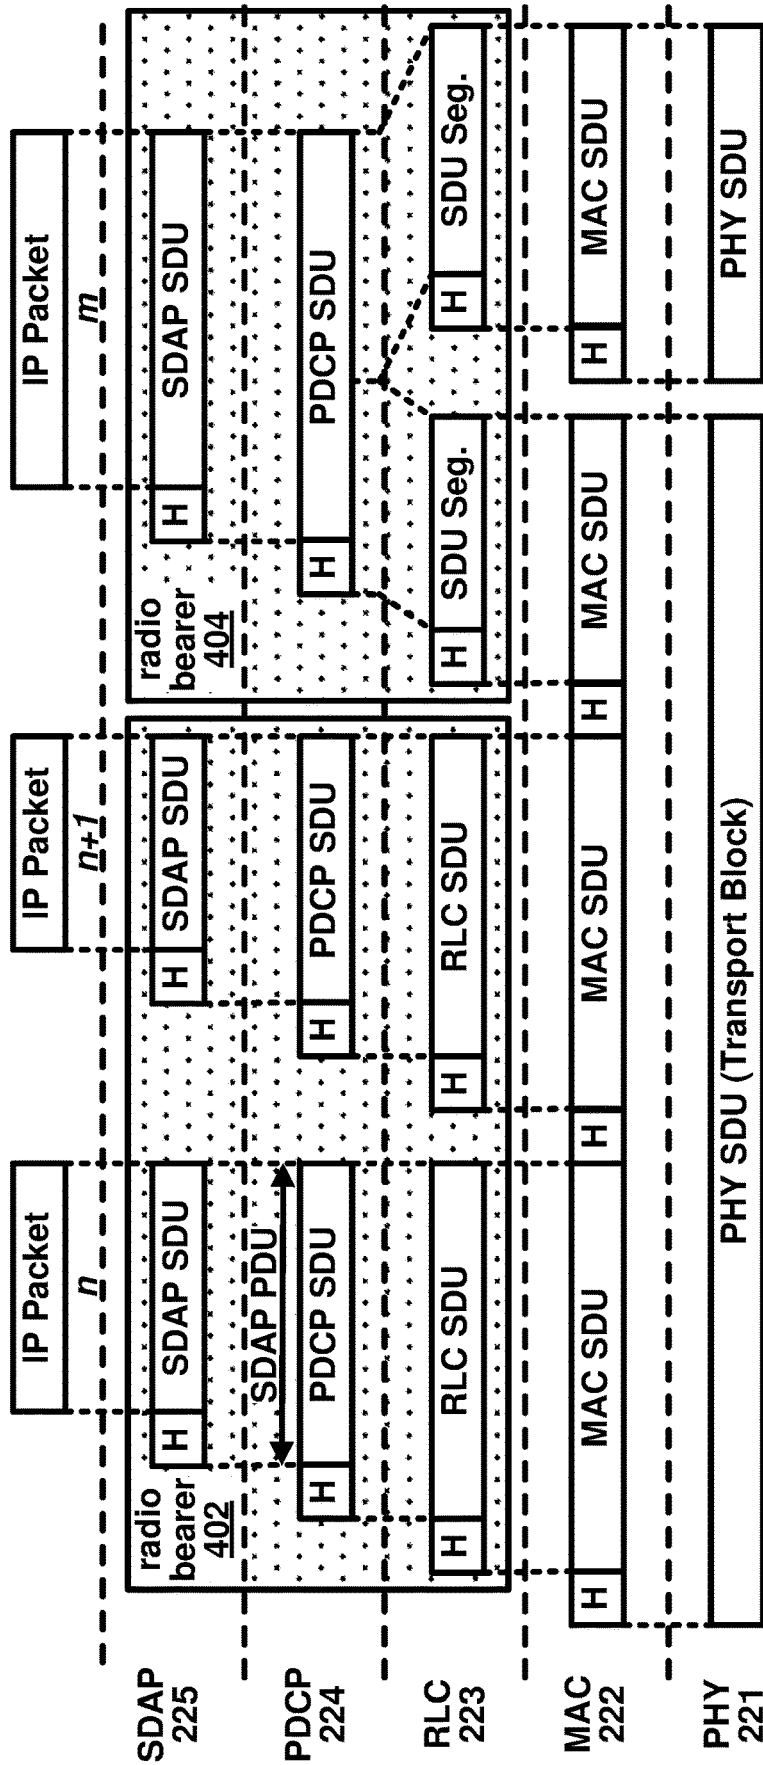 IP Packet
IP Packet
IP Packet
n
n+1
m
SDAP
225
radio
bearer
402
H
SDAP SDU
H
SDAP SDU
radio
bearer
404
H
SDAP SDU
SDAP PDU
PDCP
224
H
PDCP SDU
H
PDCP SDU
H
PDCP SDU
RLC
223
H
RLC SDU
H
RLC SDU
H
SDU Seg.
H
SDU Seg.
MAC
222
H
MAC SDU
H
MAC SDU
H
MAC SDU
H
MAC SDU
PHY
221
PHY SDU (Transport Block)
PHY SDU